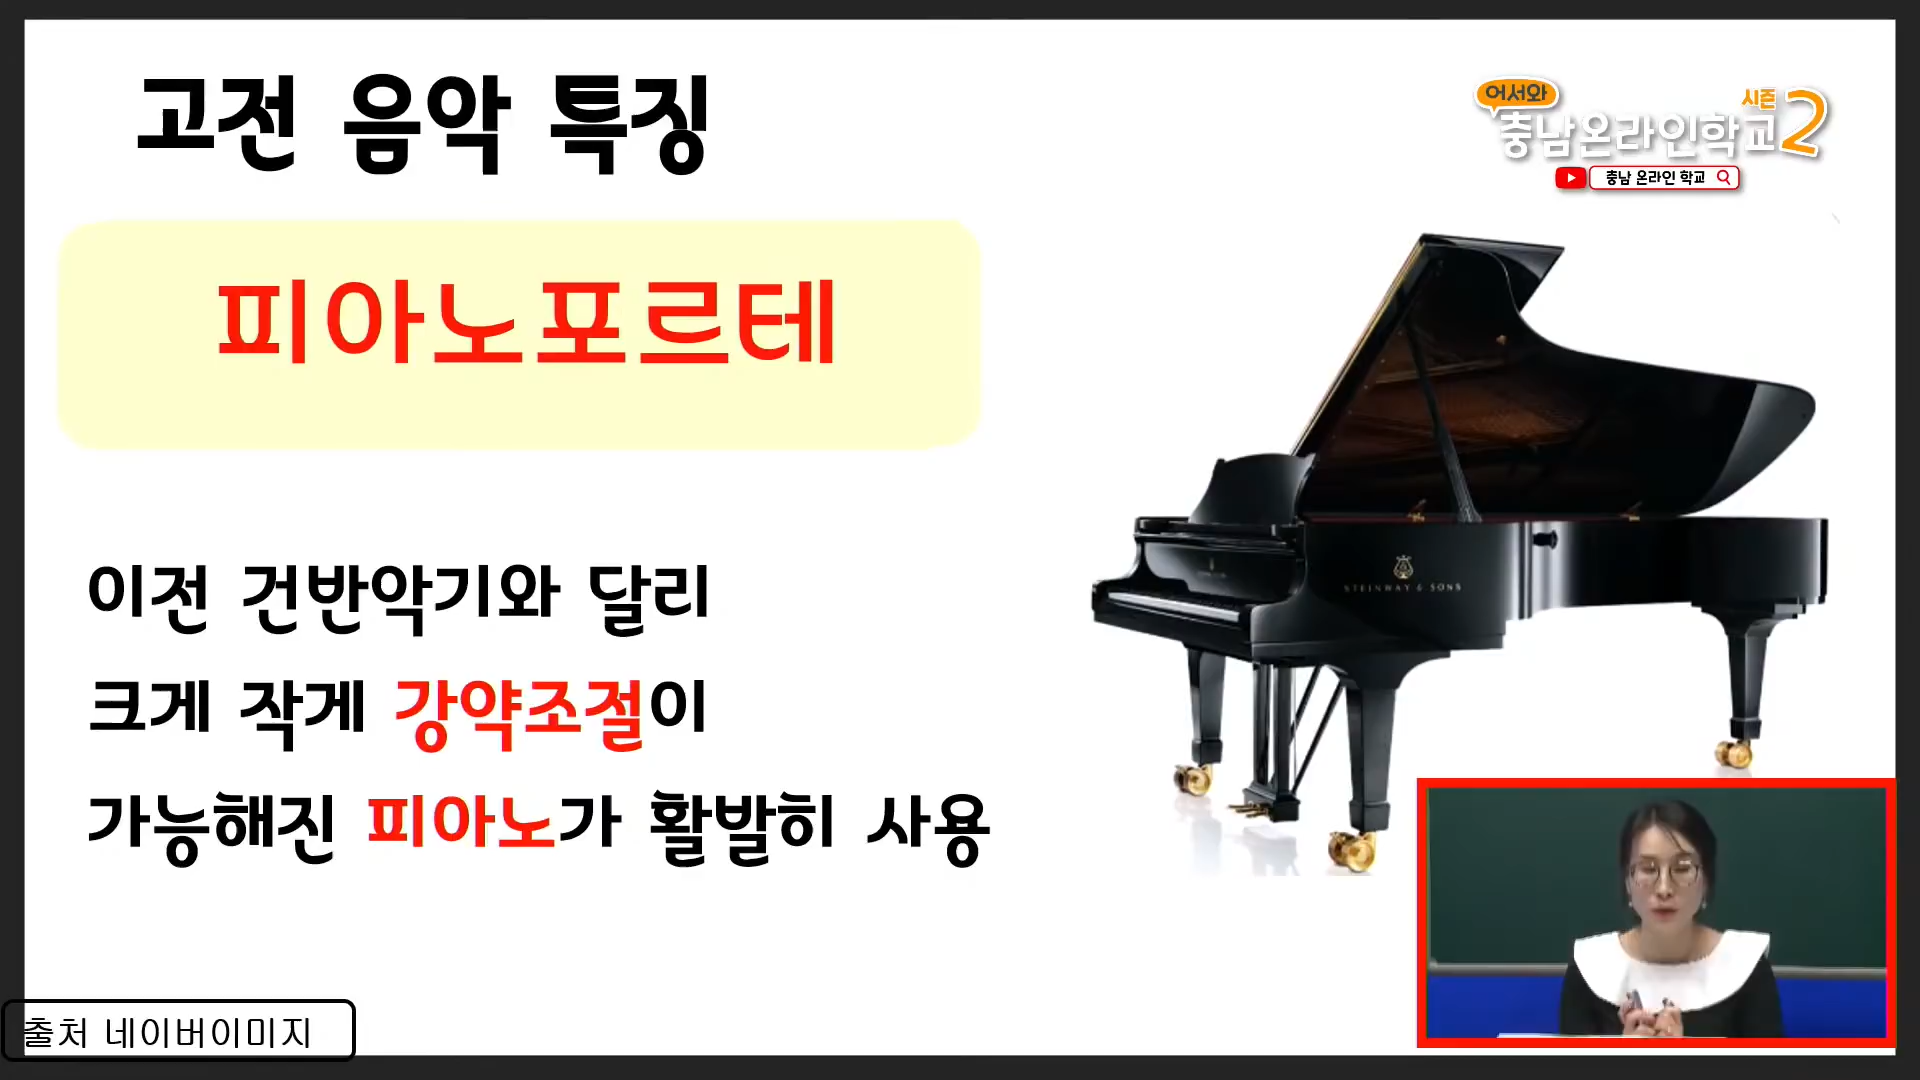 고전 음악 특징
어서와
시즌
충남온라인학교2
충남 온라인 학교
피아노포르테
STEINWAY & SONS
이전 건반악기와 달리
크게 작게 강약조절이
가능해진 피아노가 활발히 사용
출처 네이버이미지